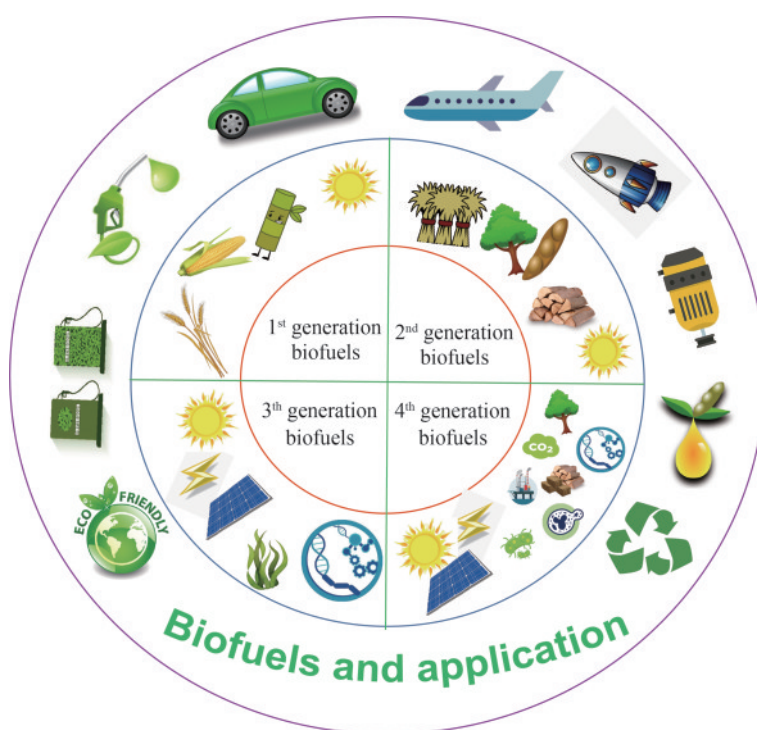 1st generation
biofuels
2nd generation
biofuels
3th generation
biofuels
4th generation
biofuels
CO2
ECO FRIENDLY
Biofuels and application